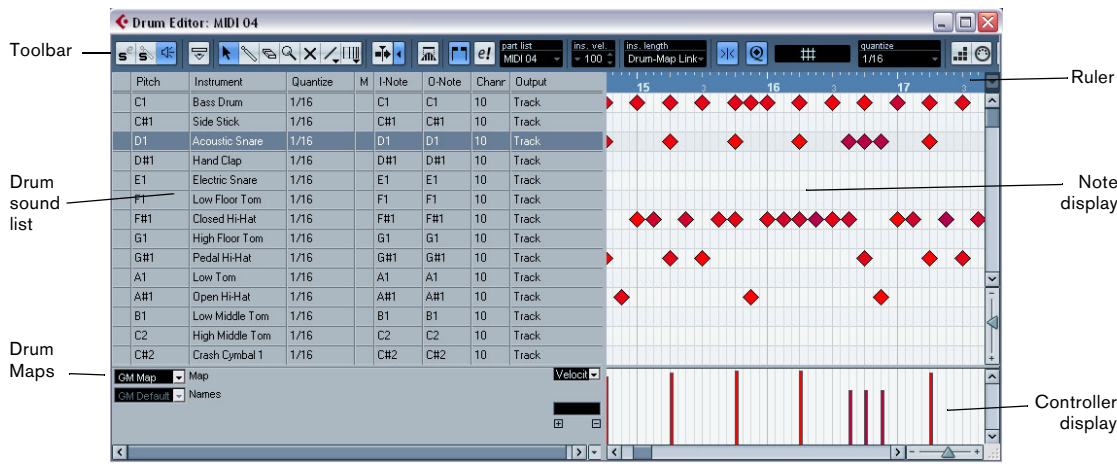 Drum Editor: MIDI 04
Toolbar
part list
MIDI 04
ins. vel.
100
ins. length
Drum-Map Link
quantize
1/16
Pitch Instrument Quantize M I-Note O-Note Chanr Output
15 3 16 3 17 3
Ruler
C1 Bass Drum 1/16 C1 C1 10 Track
C#1 Side Stick 1/16 C#1 C#1 10 Track
D1 Acoustic Snare 1/16 D1 D1 10 Track
D#1 Hand Clap 1/16 D#1 D#1 10 Track
E1 Electric Snare 1/16 E1 E1 10 Track
F1 Low Floor Tom 1/16 F1 F1 10 Track
F#1 Closed Hi-Hat 1/16 F#1 F#1 10 Track
G1 High Floor Tom 1/16 G1 G1 10 Track
G#1 Pedal Hi-Hat 1/16 G#1 G#1 10 Track
A1 Low Tom 1/16 A1 A1 10 Track
A#1 Open Hi-Hat 1/16 A#1 A#1 10 Track
B1 Low Middle Tom 1/16 B1 B1 10 Track
C2 High Middle Tom 1/16 C2 C2 10 Track
C#2 Crash Cymbal 1 1/16 C#2 C#2 10 Track
Drum
sound
list
Note
display
Drum
Maps
GM Map Map
GM Default Names
Velocit
Controller
display